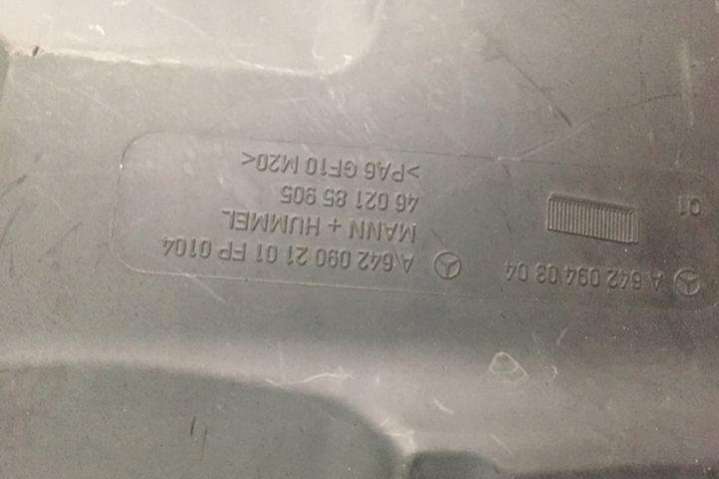 A 642 094 03 04
A 642 090 21 01 FP 0104
MANN + HUMMEL
46 021 85 905
>PA6 GF10 M20<
01